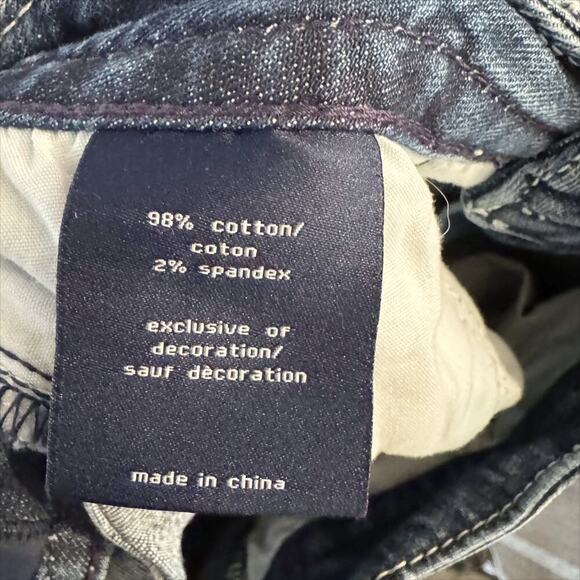 98% cotton/
coton
2% spandex
exclusive of
decoration/
sauf dècoration
made in china